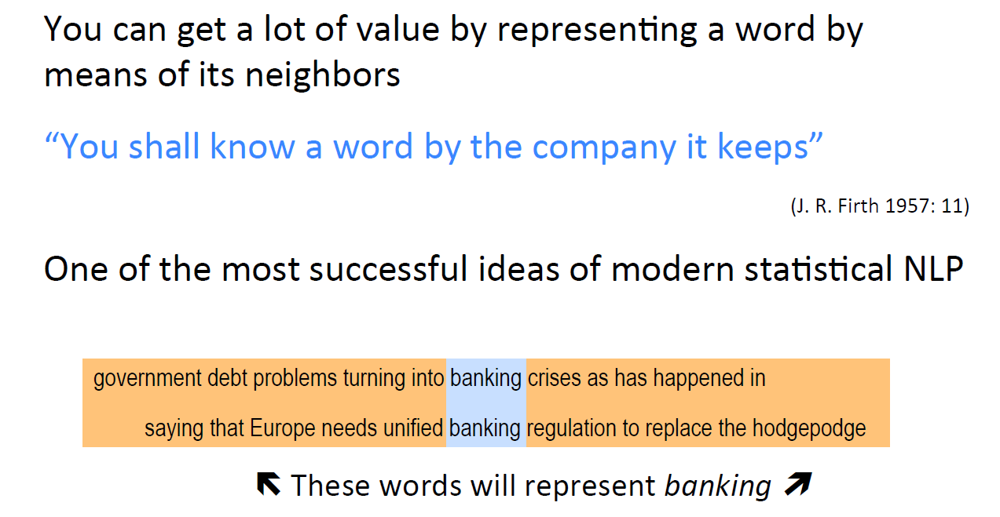 You can get a lot of value by representing a word by
means of its neighbors
“You shall know a word by the company it keeps”
(J. R. Firth 1957: 11)
One of the most successful ideas of modern statistical NLP
government debt problems turning into banking crises as has happened in
saying that Europe needs unified banking regulation to replace the hodgepodge
↖ These words will represent banking ↗